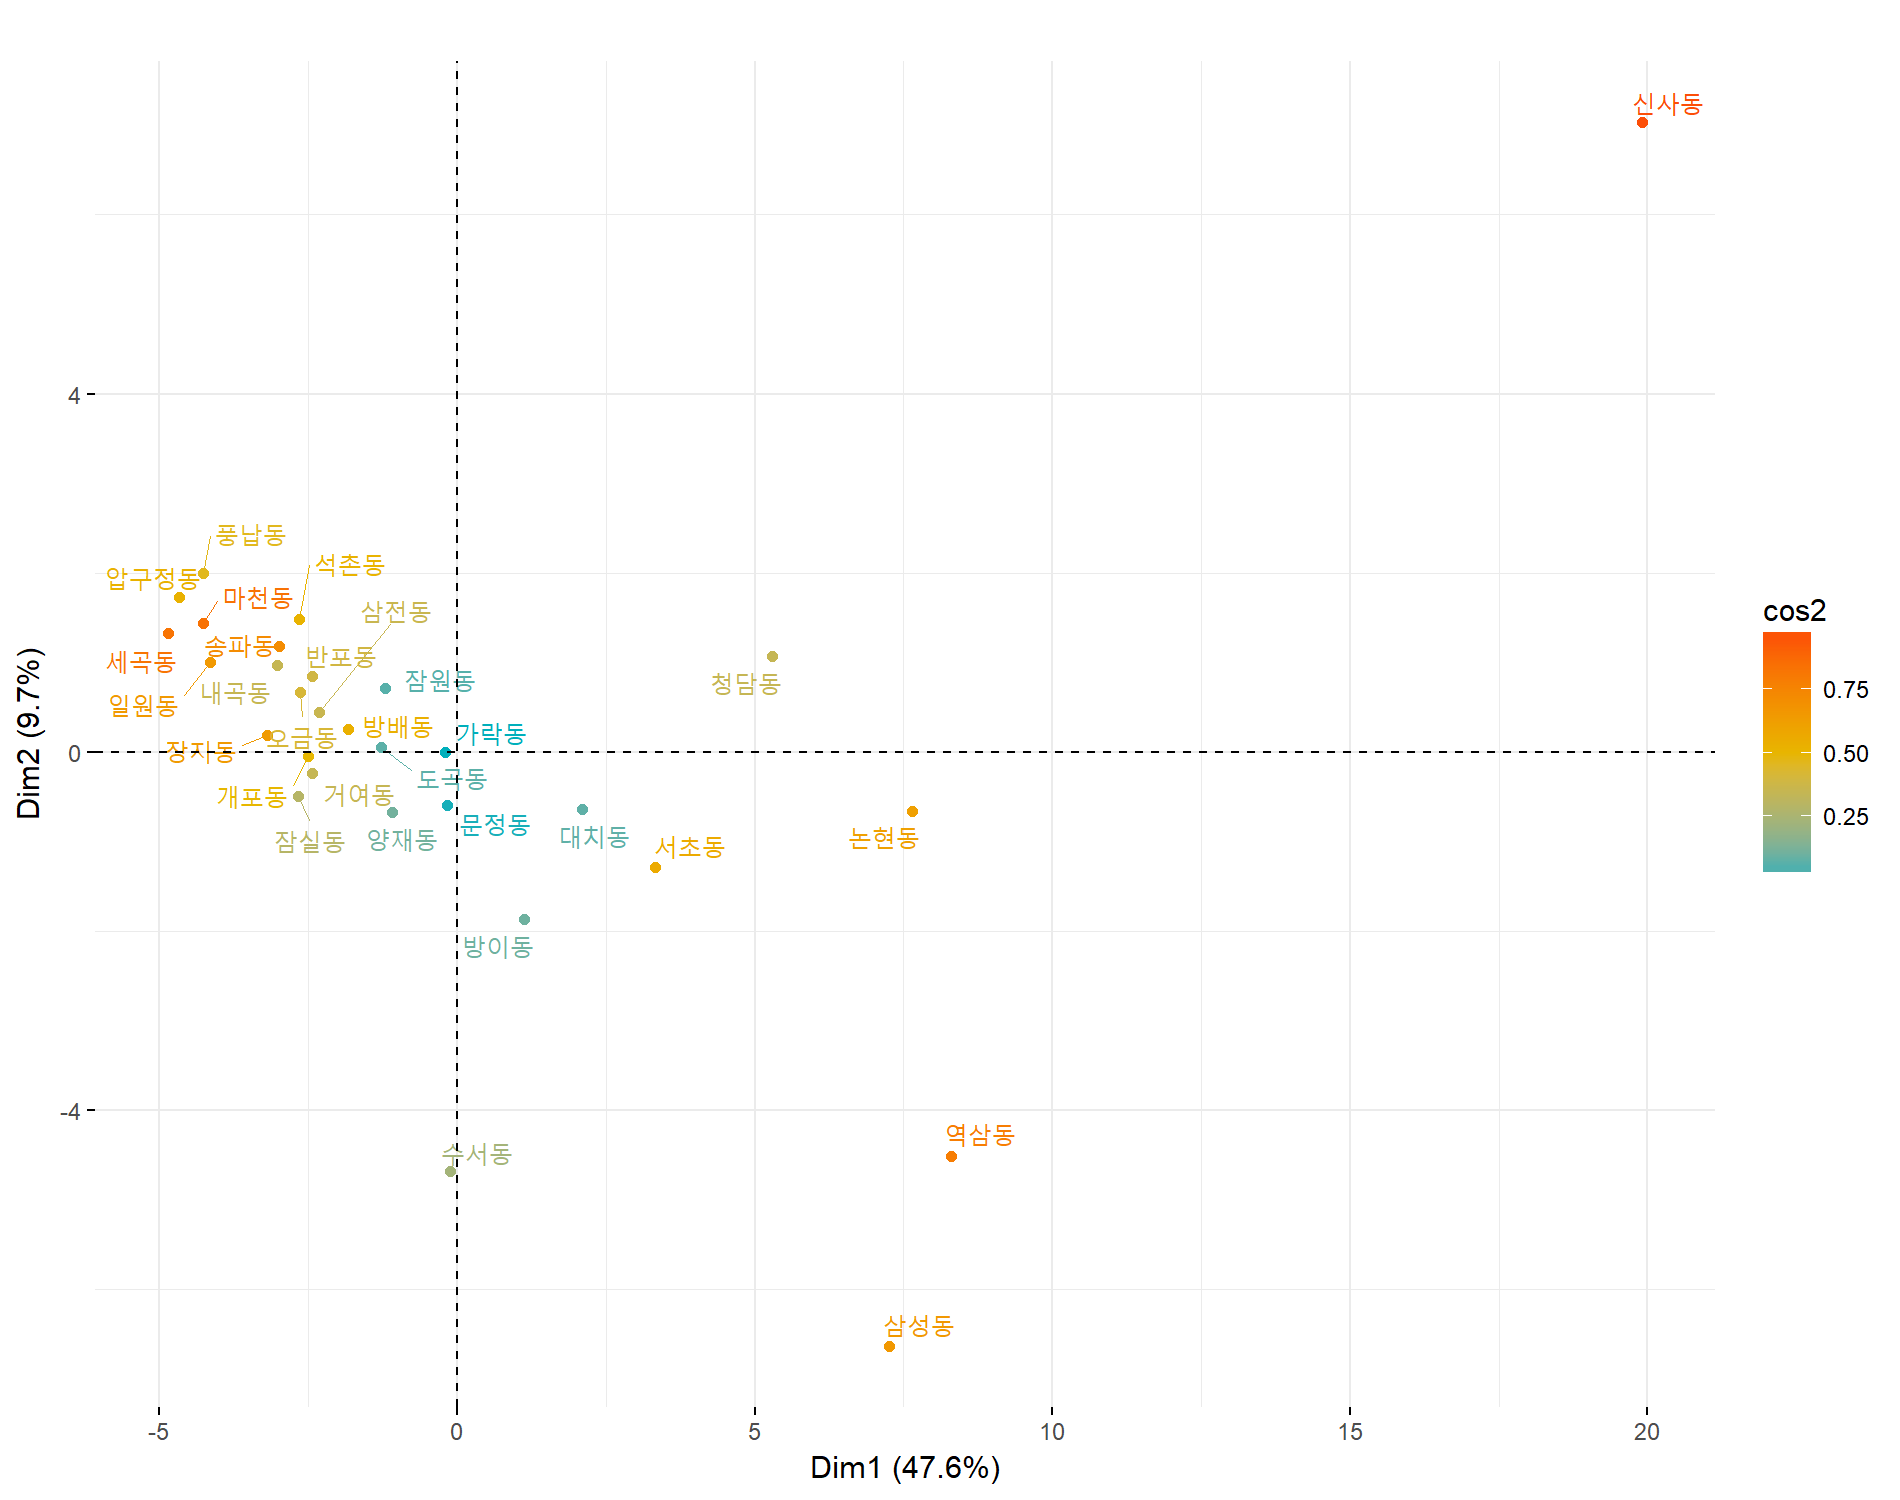 신사동
4
풍납동
석촌동
압구정동
마천동
삼전동
송파동
세곡동
반포동
청담동
잠원동
내곡동
일원동
방배동
가락동
오금동
장지동
0
도곡동
개포동
거여동
문정동
잠실동
양재동
대치동
서초동
논현동
방이동
-4
수서동
역삼동
삼성동
-5
0
5
10
15
20
Dim1 (47.6%)
Dim2 (9.7%)
cos2
0.75
0.50
0.25